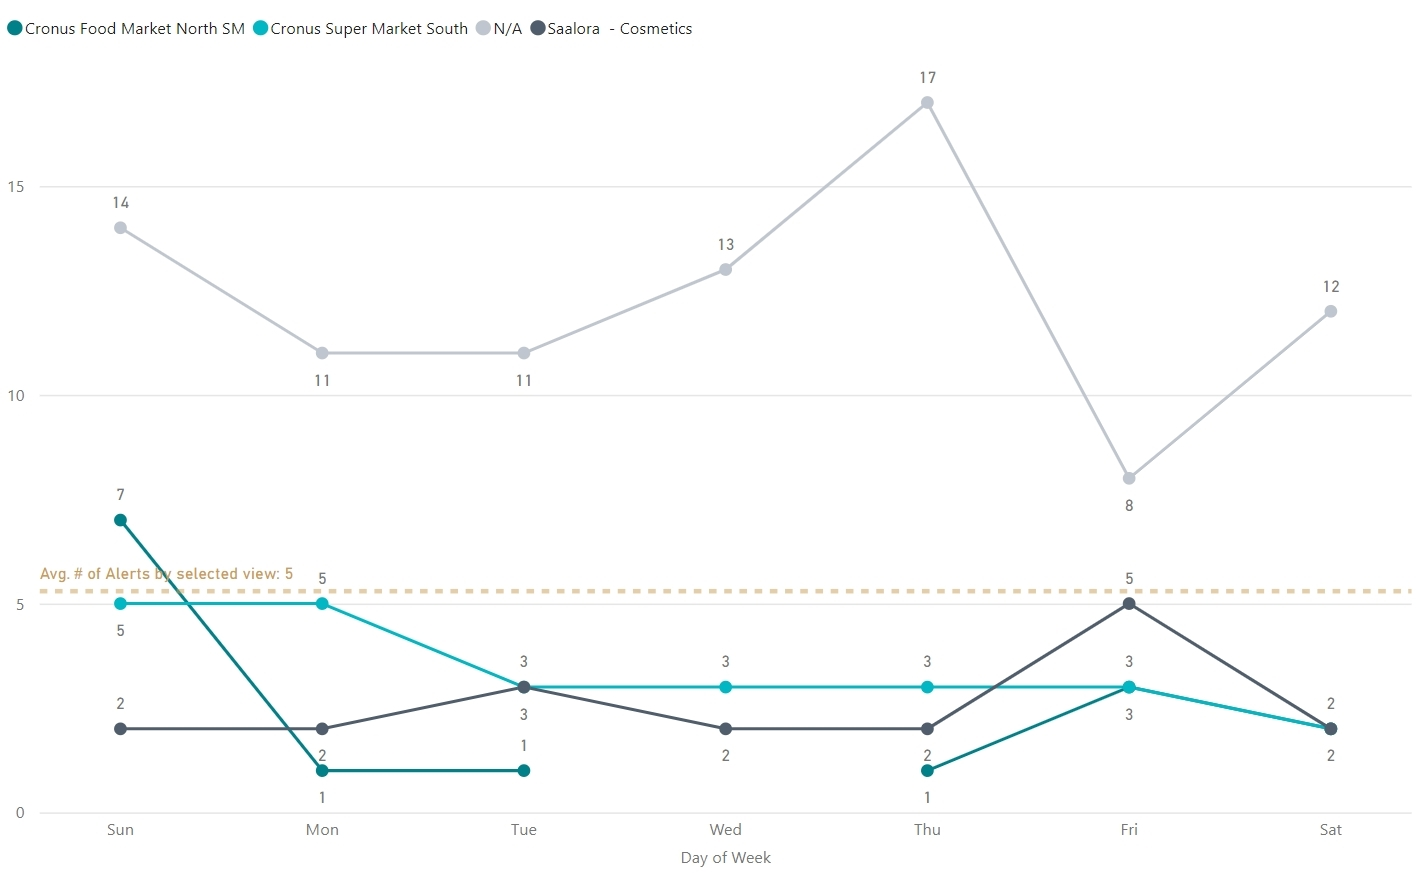 Cronus Food Market North SM Cronus Super Market South N/A Saalora  - Cosmetics
17
15
14
13
12
11 11
10
8
7
Avg. # of Alerts by selected view: 5
5 5
5
5
3 3 3 3
2 2
3 3
1
2 2 2 2
1 1
0
Sun Mon Tue Wed Thu Fri Sat
Day of Week